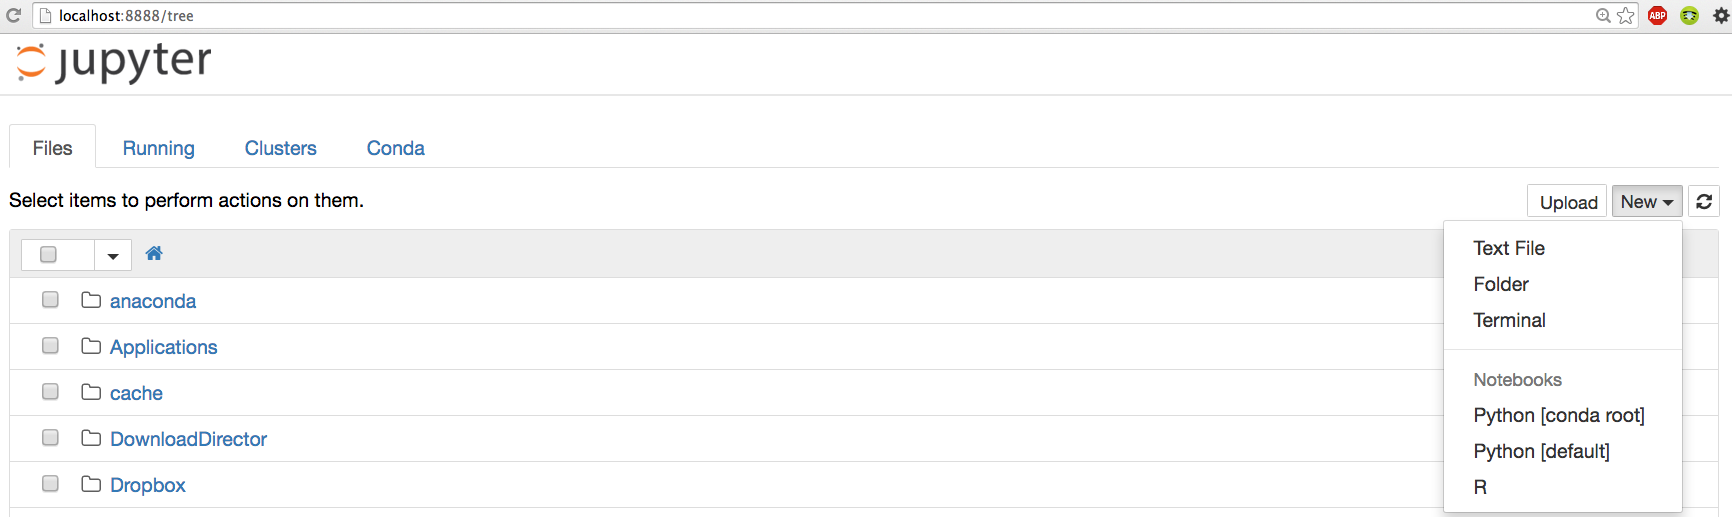 localhost:8888/tree
ABP
jupyter
Files Running Clusters Conda
Select items to perform actions on them.
Upload New
Text File
Folder
Terminal
Notebooks
Python [conda root]
Python [default]
R
anaconda
Applications
cache
DownloadDirector
Dropbox